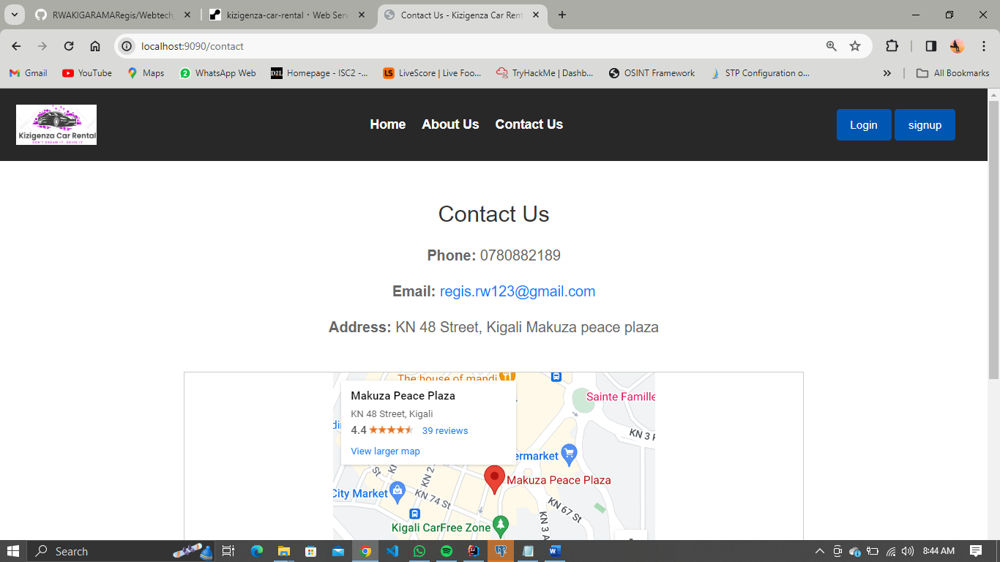 RWAKIGARAMARegis/Webtech
kizigenza-car-rental · Web Serv
Contact Us - Kizigenza Car Rent
localhost:9090/contact
Gmail
YouTube
Maps
WhatsApp Web
D2L
Homepage - ISC2 -...
LS
LiveScore | Live Foo...
TryHackMe | Dashb...
OSINT Framework
STP Configuration o...
All Bookmarks
Kizigenza Car Rental
DON'T DREAM IT. DRIVE IT
Home
About Us
Contact Us
Login
signup
Contact Us
Phone: 0780882189
Email: regis.rw123@gmail.com
Address: KN 48 Street, Kigali Makuza peace plaza
The house of mandi
Makuza Peace Plaza
KN 48 Street, Kigali
4.4
39 reviews
View larger map
Sainte Famille
KN 3
ermarket
Makuza Peace Plaza
City Market
KN 2
St
KN 74 St
KN 67 St
Kigali CarFree Zone
KN 3 A
Search
8:44 AM